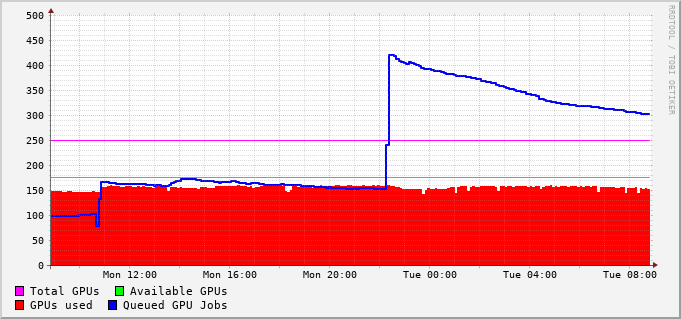 500
450
400
350
300
250
200
150
100
50
0
Mon 12:00 Mon 16:00 Mon 20:00 Tue 00:00 Tue 04:00 Tue 08:00
Total GPUs Available GPUs
GPUs used Queued GPU Jobs
RRDTOOL / TOBI OETIKER